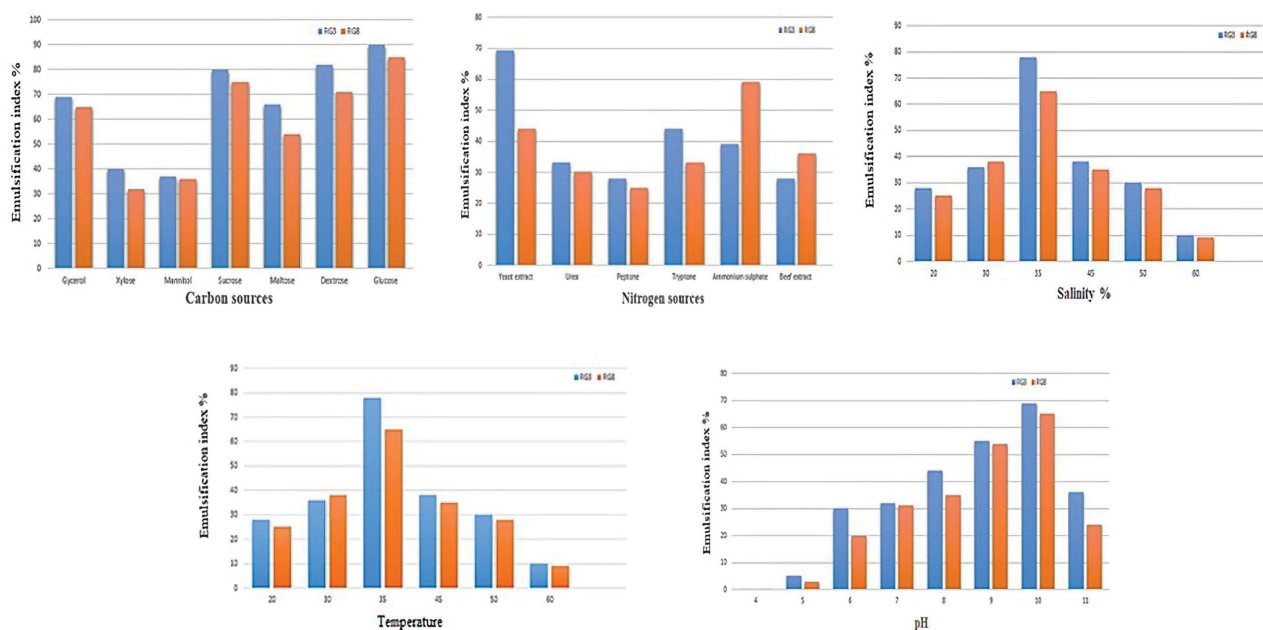 RG3 RG8
Emulsification index %
100
90
80
70
60
50
40
30
20
10
0
Gycerol Xylose Mannitol Sucrose Maltose Dextrose Glucose
Carbon sources
RG3 RG8
Emulsification index %
80
70
60
50
40
30
20
10
0
Yeast extract Urea Peptone Tryptone Ammonium sulphate Beef extract
Nitrogen sources
RG3 RG8
Emulsification index %
90
80
70
60
50
40
30
20
10
0
20 30 35 45 50 60
Salinity %
RG3 RG8
Emulsification index %
90
80
70
60
50
40
30
20
10
0
20 30 35 45 50 60
Temperature
RG3 RG8
Emulsification index %
80
70
60
50
40
30
20
10
0
4 5 6 7 8 9 10 11
pH